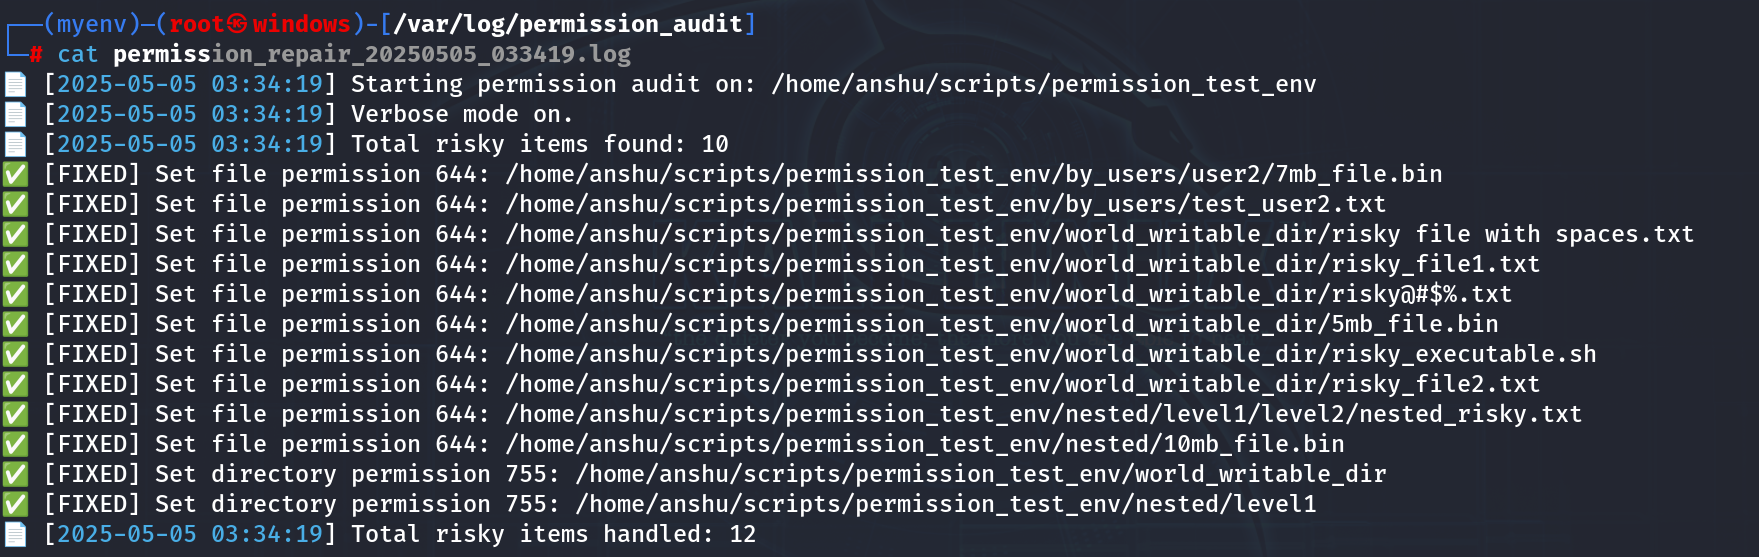 ┌──(myenv)─(root㉿windows)-[/var/log/permission_audit]
└─# cat permission_repair_20250505_033419.log
📄 [2025-05-05 03:34:19] Starting permission audit on: /home/anshu/scripts/permission_test_env
📄 [2025-05-05 03:34:19] Verbose mode on.
📄 [2025-05-05 03:34:19] Total risky items found: 10
✅ [FIXED] Set file permission 644: /home/anshu/scripts/permission_test_env/by_users/user2/7mb_file.bin
✅ [FIXED] Set file permission 644: /home/anshu/scripts/permission_test_env/by_users/test_user2.txt
✅ [FIXED] Set file permission 644: /home/anshu/scripts/permission_test_env/world_writable_dir/risky file with spaces.txt
✅ [FIXED] Set file permission 644: /home/anshu/scripts/permission_test_env/world_writable_dir/risky_file1.txt
✅ [FIXED] Set file permission 644: /home/anshu/scripts/permission_test_env/world_writable_dir/risky@#$%.txt
✅ [FIXED] Set file permission 644: /home/anshu/scripts/permission_test_env/world_writable_dir/5mb_file.bin
✅ [FIXED] Set file permission 644: /home/anshu/scripts/permission_test_env/world_writable_dir/risky_executable.sh
✅ [FIXED] Set file permission 644: /home/anshu/scripts/permission_test_env/world_writable_dir/risky_file2.txt
✅ [FIXED] Set file permission 644: /home/anshu/scripts/permission_test_env/nested/level1/level2/nested_risky.txt
✅ [FIXED] Set file permission 644: /home/anshu/scripts/permission_test_env/nested/10mb_file.bin
✅ [FIXED] Set directory permission 755: /home/anshu/scripts/permission_test_env/world_writable_dir
✅ [FIXED] Set directory permission 755: /home/anshu/scripts/permission_test_env/nested/level1
📄 [2025-05-05 03:34:19] Total risky items handled: 12